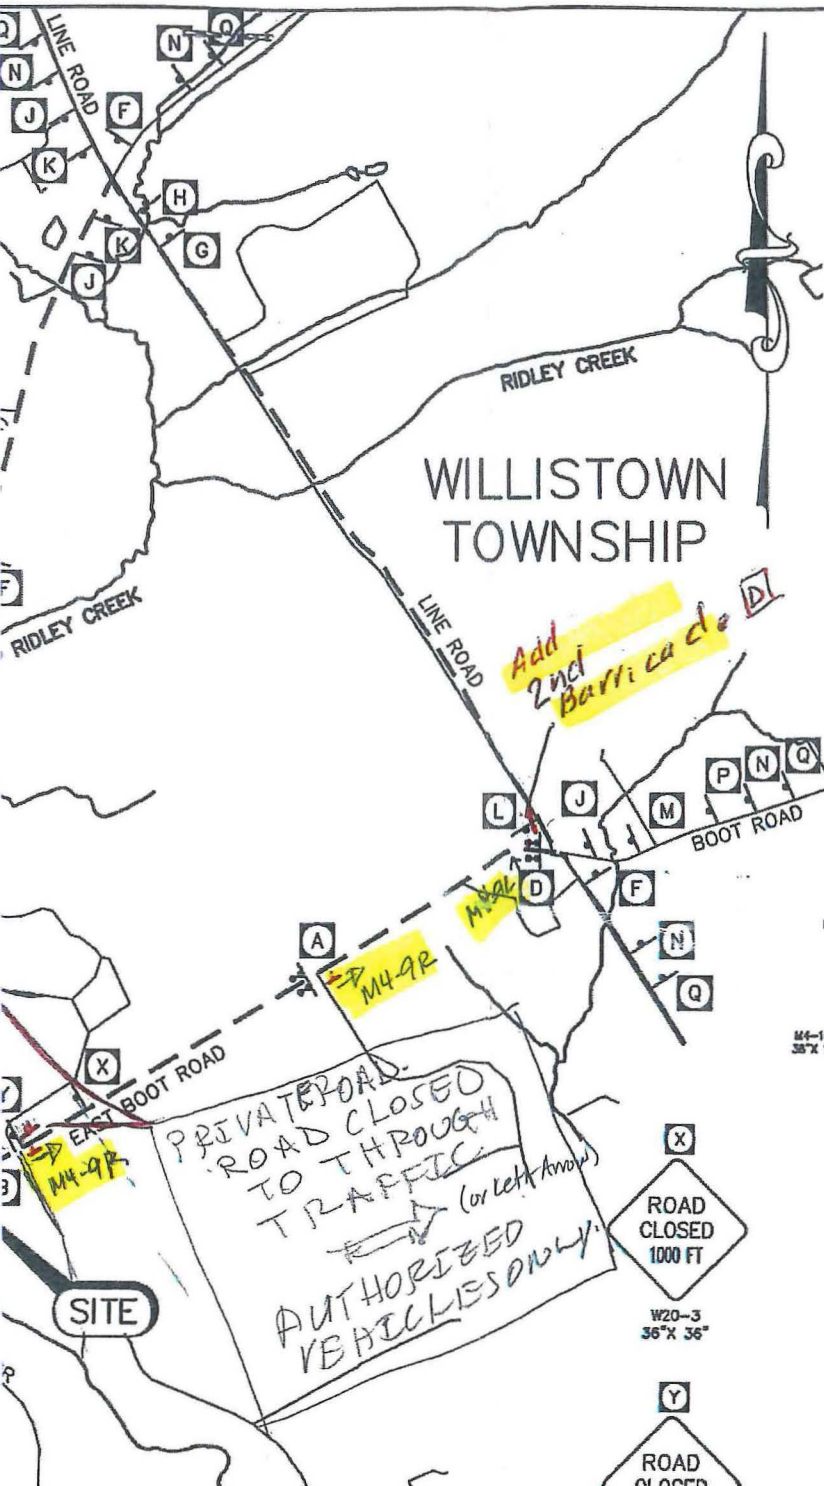 Q
N
Q
N
LINE ROAD
J
F
K
H
K
G
J
RIDLEY CREEK
WILLISTOWN
TOWNSHIP
F
RIDLEY CREEK
LINE ROAD
Add
2nd
Barricade
D
L
J
M
P
N
Q
BOOT ROAD
D
F
A
M4-9R
N
Q
X
EAST BOOT ROAD
Y
M4-9R
B
PRIVATE ROAD
ROAD CLOSED
TO THROUGH
TRAFFIC
(or Left Arrow)
AUTHORIZED
VEHICLES ONLY.
X
ROAD
CLOSED
1000 FT
W20-3
36"X 36"
SITE
R
Y
ROAD
CLOSED